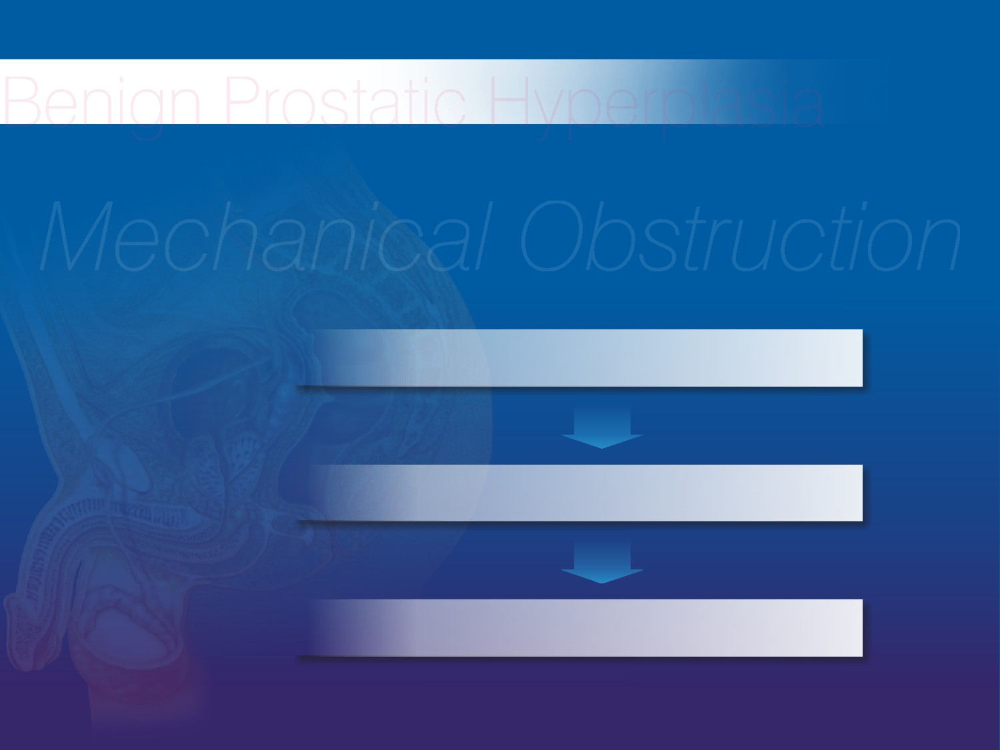 Benign Prostatic Hyperplasia
Mechanical Obstruction